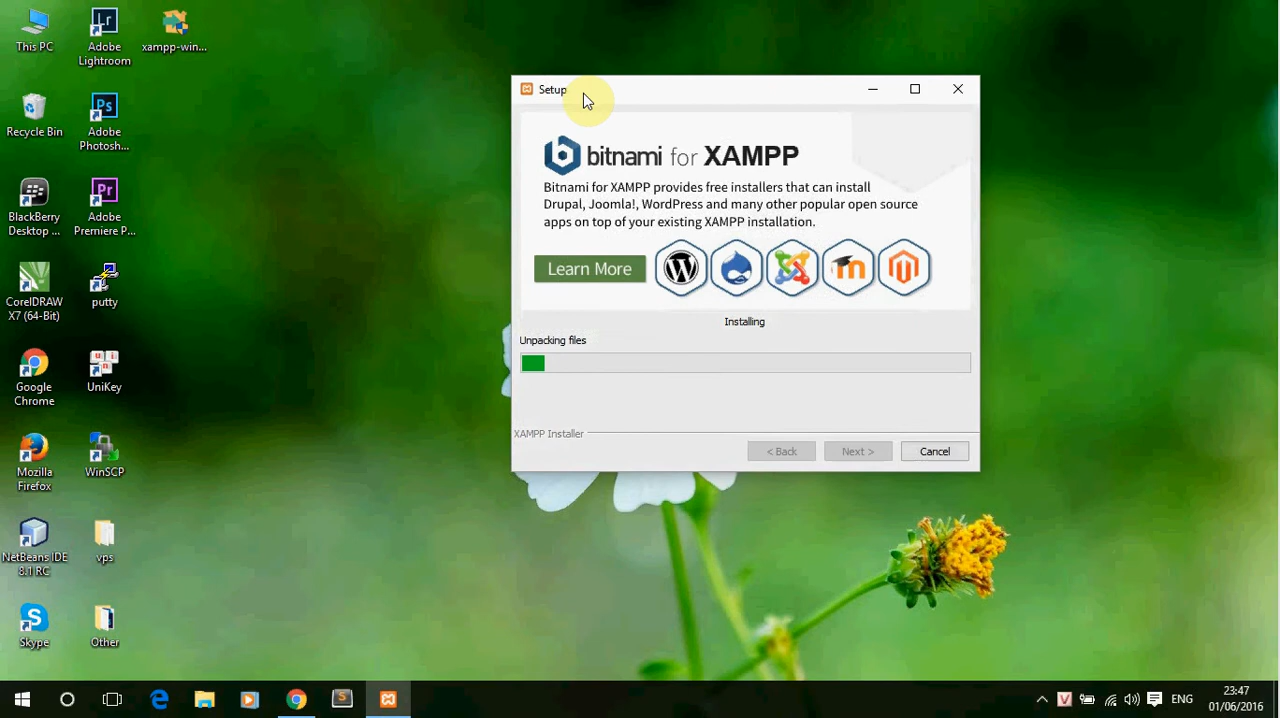 This PC
Adobe
Lightroom
xampp-win...
Recycle Bin
Adobe
Photosh...
BlackBerry
Desktop ...
Adobe
Premiere P...
CorelDRAW
X7 (64-Bit)
putty
Google
Chrome
UniKey
Mozilla
Firefox
WinSCP
NetBeans IDE
8.1 RC
vps
Skype
Other
Setup
bitnami for XAMPP
Bitnami for XAMPP provides free installers that can install
Drupal, Joomla!, WordPress and many other popular open source
apps on top of your existing XAMPP installation.
Learn More
Installing
Unpacking files
XAMPP Installer
< Back
Next >
Cancel
ENG
23:47
01/06/2016